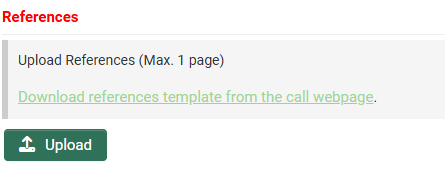 References
Upload References (Max. 1 page)
Download references template from the call webpage.
Upload